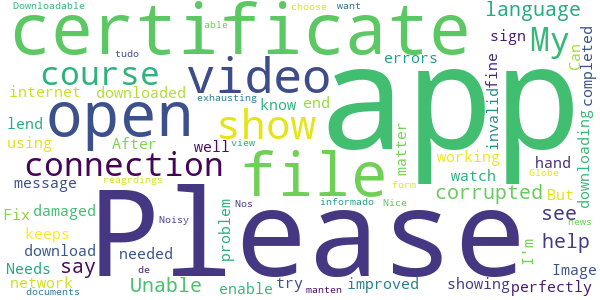 Downloadable able choose want language
certificate My
tudo sign Can
course video errors fine completed
internet downloaded exhausting know end app
lend open show invalid
using After well view matter downloading
connection file working hand
message reagrdings corrupted Globe
watch form But
Fix damaged Please Nos informado Nice see news
keeps Noisy problem I'm
download needed help
Needs say de Unable enable try improved showing Image
network manten perfectly
documents